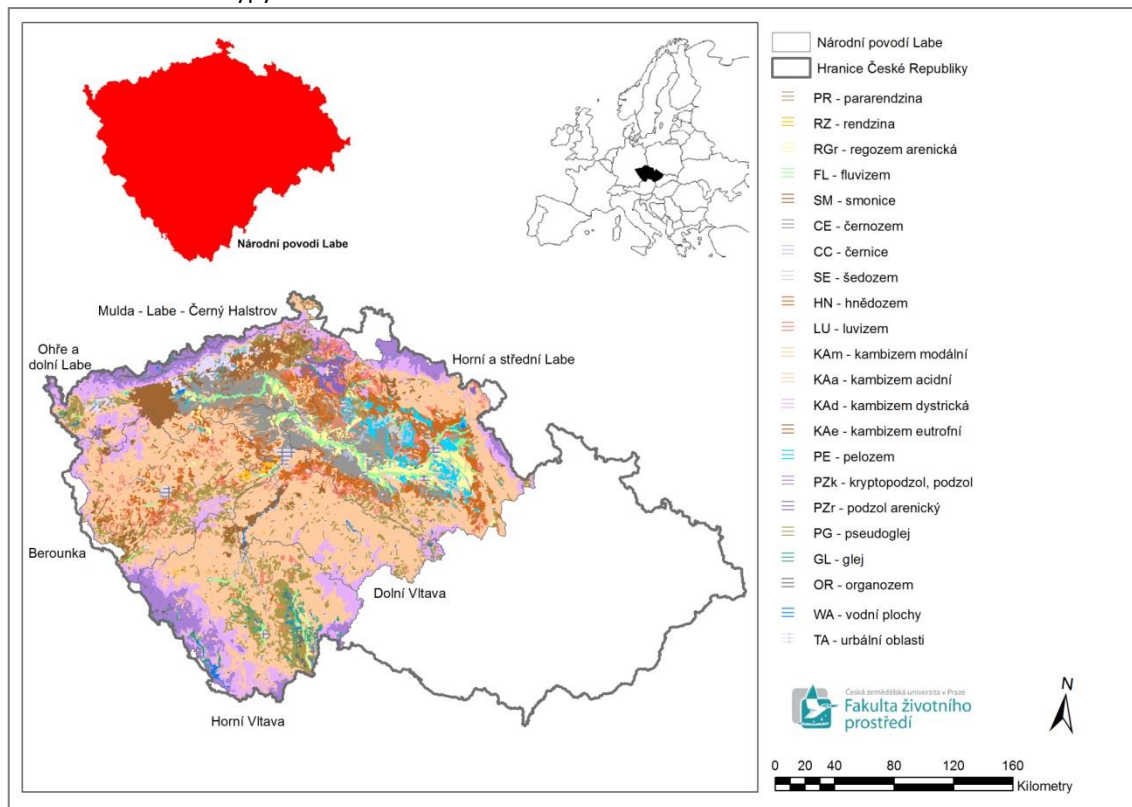 Národní povodí Labe
Mulda - Labe - Černý Halstrov
Ohře a
dolní Labe
Horní a střední Labe
Berounka
Dolní Vltava
Horní Vltava
Národní povodí Labe
Hranice České Republiky
PR - pararendzina
RZ - rendzina
RGr - regozem arenická
FL - fluvizem
SM - smonice
CE - černozem
CC - černice
SE - šedozem
HN - hnědozem
LU - luvizem
KAm - kambizem modální
KAa - kambizem acidní
KAd - kambizem dystrická
KAe - kambizem eutrofní
PE - pelozem
PZk - kryptopodzol, podzol
PZr - podzol arenický
PG - pseudoglej
GL - glej
OR - organozem
WA - vodní plochy
TA - urbální oblasti
Česká zemědělská univerzita v Praze
Fakulta životního
prostředí
N
0 20 40 80 120 160
Kilometry